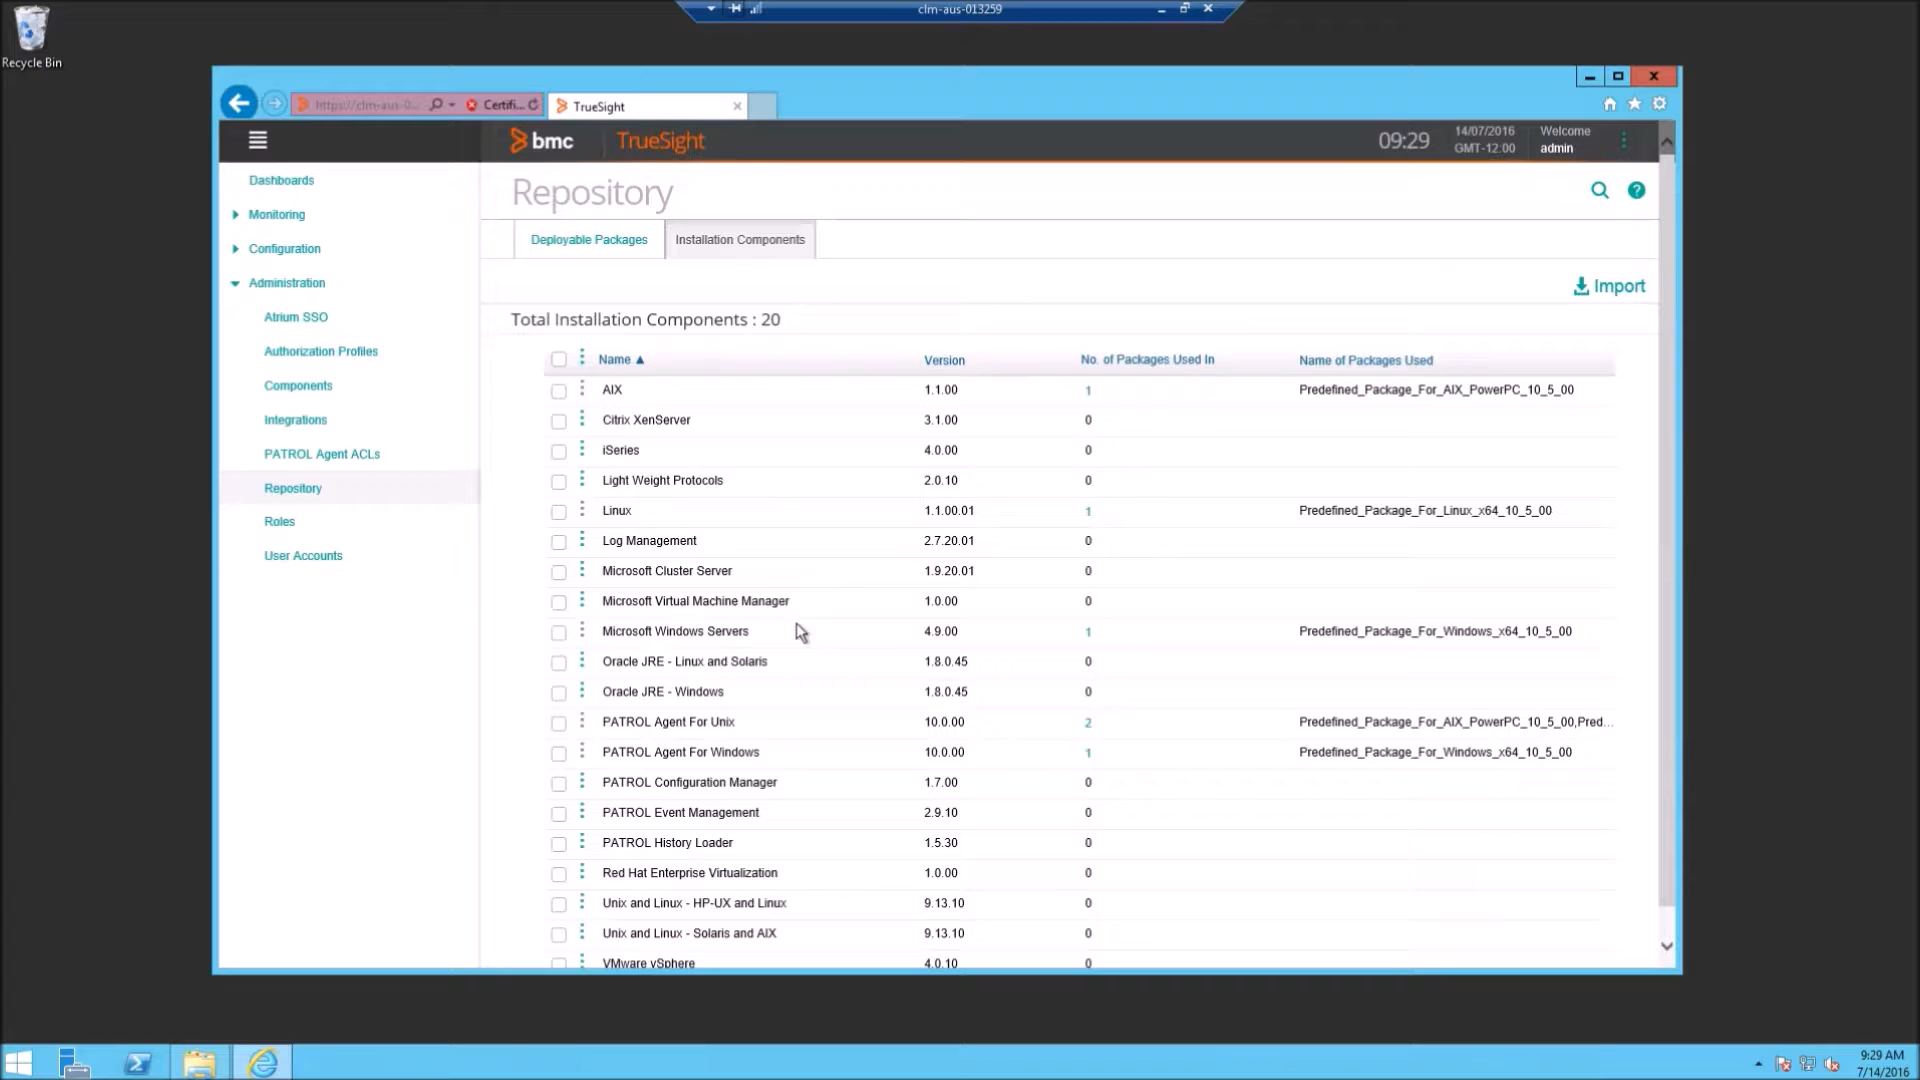 clm-aus-013259
Recycle Bin
https://clm-aus-0... Certifi... TrueSight
bmc TrueSight 09:29 14/07/2016 Welcome
GMT-12:00 admin
Dashboards
Monitoring
Configuration
Administration
Atrium SSO
Authorization Profiles
Components
Integrations
PATROL Agent ACLs
Repository
Roles
User Accounts
Repository
Deployable Packages Installation Components
Import
Total Installation Components : 20
Name Version No. of Packages Used In Name of Packages Used
AIX 1.1.00 1 Predefined_Package_For_AIX_PowerPC_10_5_00
Citrix XenServer 3.1.00 0
iSeries 4.0.00 0
Light Weight Protocols 2.0.10 0
Linux 1.1.00.01 1 Predefined_Package_For_Linux_x64_10_5_00
Log Management 2.7.20.01 0
Microsoft Cluster Server 1.9.20.01 0
Microsoft Virtual Machine Manager 1.0.00 0
Microsoft Windows Servers 4.9.00 1 Predefined_Package_For_Windows_x64_10_5_00
Oracle JRE - Linux and Solaris 1.8.0.45 0
Oracle JRE - Windows 1.8.0.45 0
PATROL Agent For Unix 10.0.00 2 Predefined_Package_For_AIX_PowerPC_10_5_00,Pred...
PATROL Agent For Windows 10.0.00 1 Predefined_Package_For_Windows_x64_10_5_00
PATROL Configuration Manager 1.7.00 0
PATROL Event Management 2.9.10 0
PATROL History Loader 1.5.30 0
Red Hat Enterprise Virtualization 1.0.00 0
Unix and Linux - HP-UX and Linux 9.13.10 0
Unix and Linux - Solaris and AIX 9.13.10 0
VMware vSphere 4.0.10 0
9:29 AM
7/14/2016